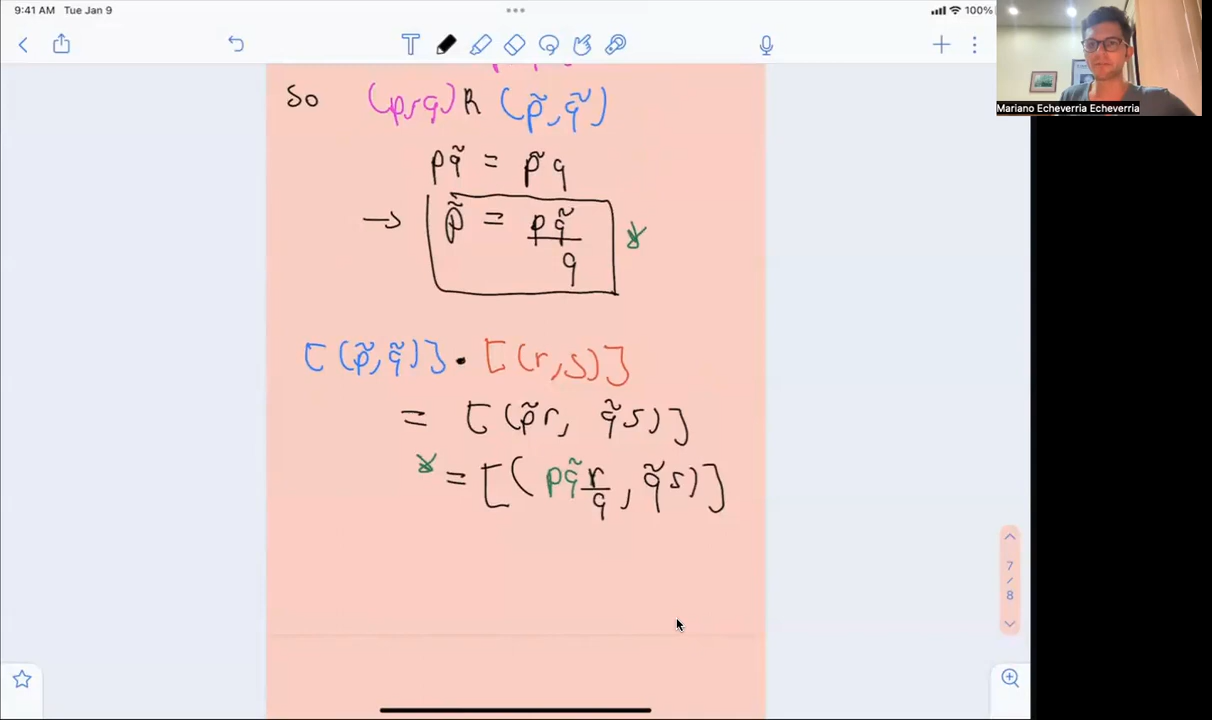 9:41 AM Tue Jan 9
100%
Mariano Echeverria Echeverria
So (p,q) R (p̃,q̃)
pq̃ = p̃q
→ p̃ = pq̃/q *
[(p̃,q̃)] · [(r,s)]
= [(p̃r, q̃s)]
* = [(pq̃r/q, q̃s)]
7
/
8